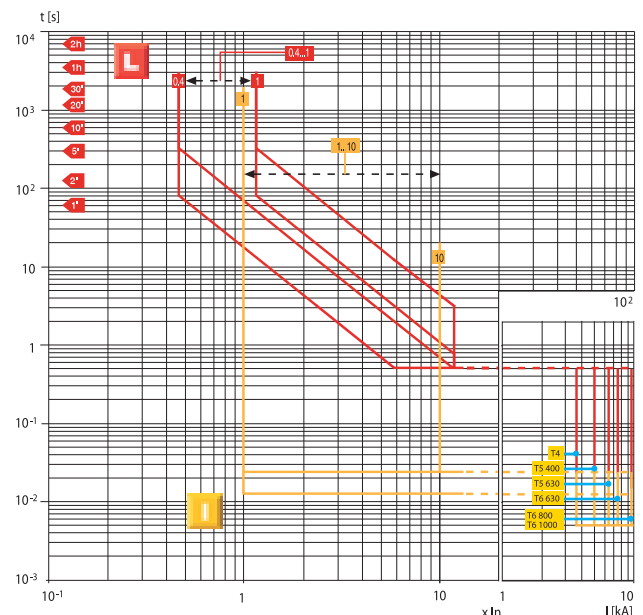 t [s]
10⁴
2h
L
0.4...1
1h
0,4
1
30'
1
10³
20'
10'
1.. 10
5'
10²
2'
1'
10
10
10²
1
10⁻¹
T4
T5 400
T5 630
10⁻²
I
T6 630
T6 800
T6 1000
10⁻³
10⁻¹
1
10
1
10
x In
I [kA]